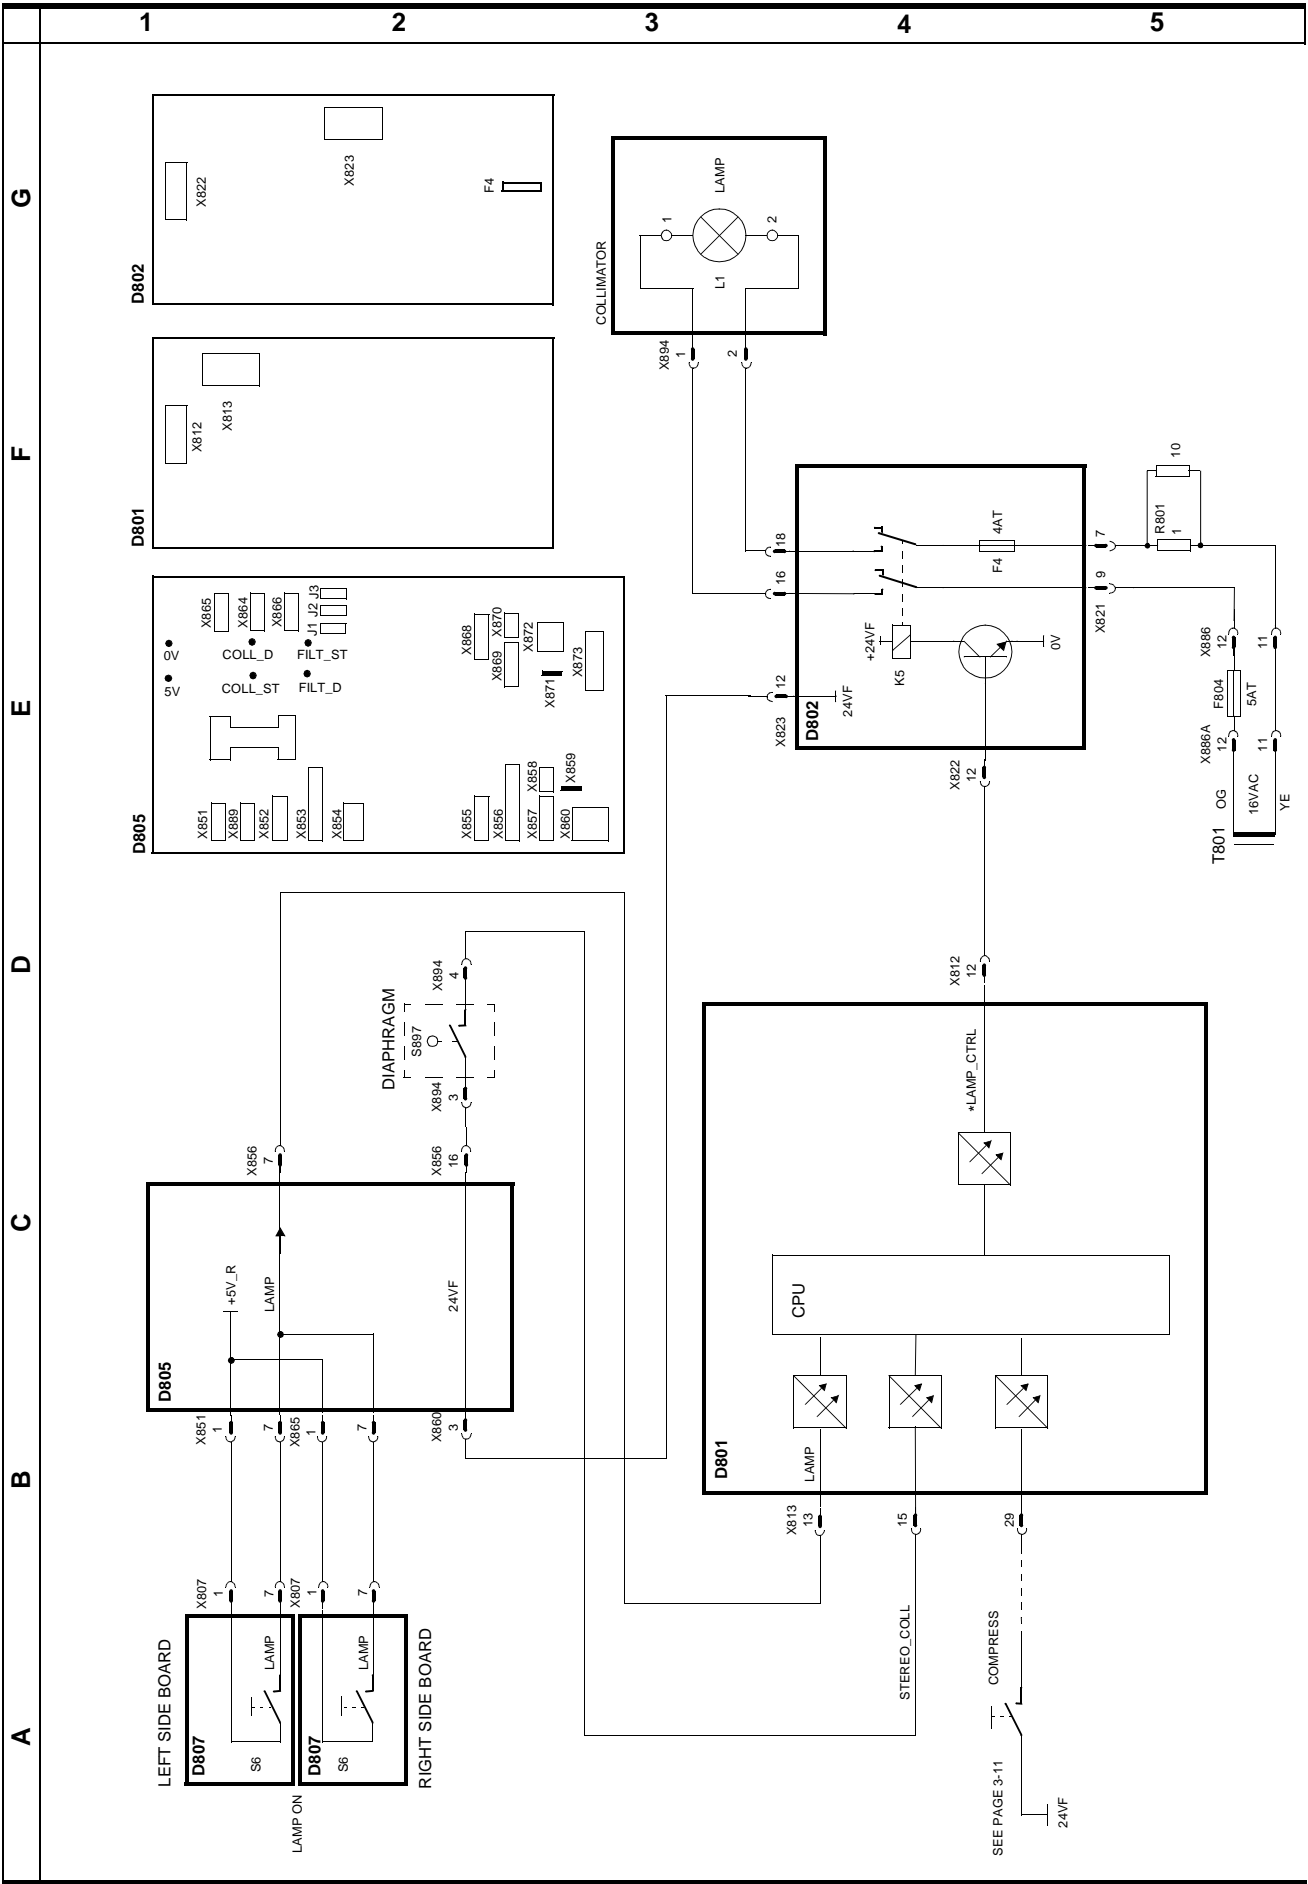 1 2 3 4 5
G
F
E
D
C
B
A
D802
X822
X823
F4
D801
X812
X813
D805
0V
5V
X865
X864
X866
J1
J2
J3
COLL_D
FILT_ST
COLL_ST
FILT_D
X868
X869
X870
X871
X872
X873
X851
X889
X852
X853
X854
X855
X856
X857
X858
X859
X860
COLLIMATOR
LAMP
L1
1
2
X894
1
2
D802
X823
18
16
12
24VF
+24VF
K5
0V
F4
4AT
7
9
X821
R801
1
10
X886
12
11
F804
5AT
X886A
12
11
OG
16VAC
YE
T801
X822
12
X812
12
*LAMP_CTRL
D801
CPU
LAMP
X813
13
15
29
STEREO_COLL
COMPRESS
SEE PAGE 3-11
24VF
DIAPHRAGM
S897
X894
4
X894
3
X856
7
X856
16
D805
+5V_R
LAMP
24VF
X851
1
7
X865
1
7
X860
3
X807
1
7
X807
1
7
LEFT SIDE BOARD
D807
S6
LAMP
D807
S6
LAMP
RIGHT SIDE BOARD
LAMP ON